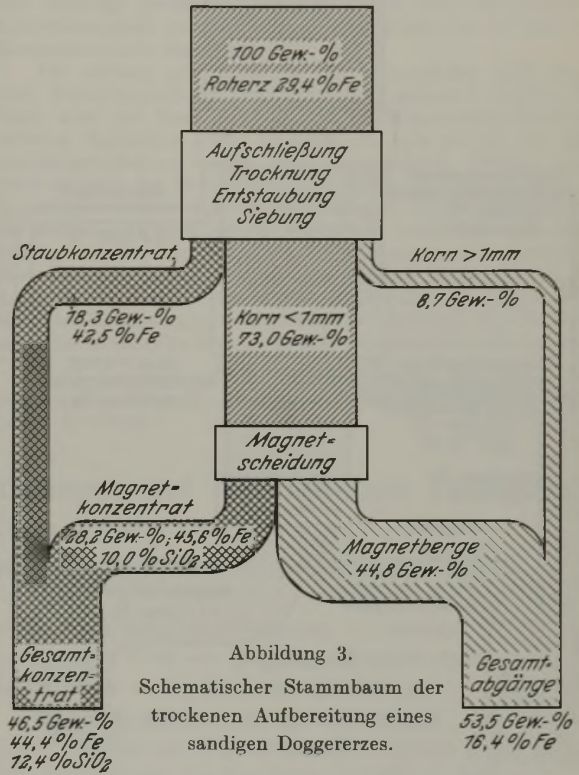 100 Gew.-%
Roherz 29,4%Fe
Aufschließung
Trocknung
Entstaubung
Siebung
Staubkonzentrat
18,3 Gew.-%
42,5 %Fe
Korn <1mm
73,0 Gew.-%
Korn >1mm
8,7 Gew.-%
Magnet=
scheidung
Magnet=
konzentrat
28,2 Gew.-%; 45,6%Fe
10,0%SiO₂
Magnetberge
44,8 Gew.-%
Gesamt=
konzen=
trat
46,5 Gew.-%
44,4 %Fe
12,4%SiO₂
Gesamt=
abgänge
53,5 Gew.-%
16,4 %Fe
Abbildung 3.
Schematischer Stammbaum der
trockenen Aufbereitung eines
sandigen Doggererzes.